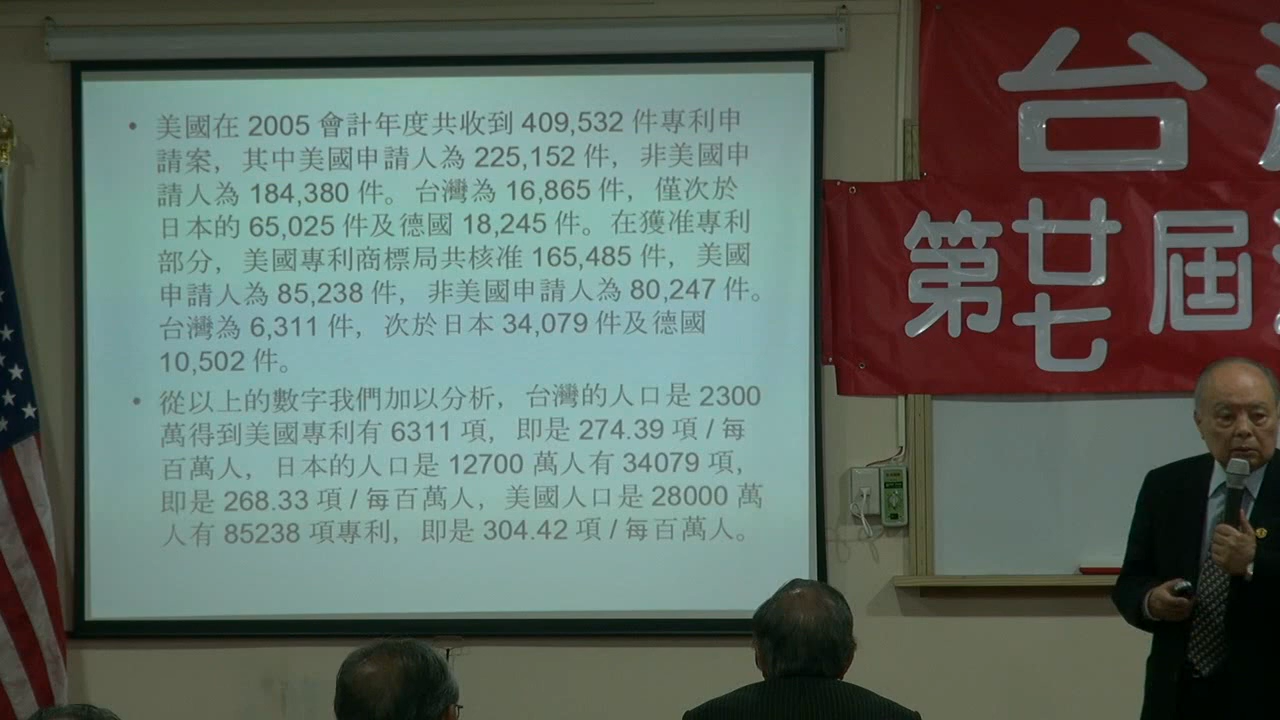 • 美國在 2005 會計年度共收到 409,532 件專利申
請案，其中美國申請人為 225,152 件，非美國申
請人為 184,380 件。台灣為 16,865 件，僅次於
日本的 65,025 件及德國 18,245 件。在獲准專利
部分，美國專利商標局共核准 165,485 件，美國
申請人為 85,238 件，非美國申請人為 80,247 件。
台灣為 6,311 件，次於日本 34,079 件及德國
10,502 件。
• 從以上的數字我們加以分析，台灣的人口是 2300
萬得到美國專利有 6311 項，即是 274.39 項 / 每
百萬人，日本的人口是 12700 萬人有 34079 項，
即是 268.33 項 / 每百萬人，美國人口是 28000 萬
人有 85238 項專利，即是 304.42 項 / 每百萬人。
台
第廿七屆